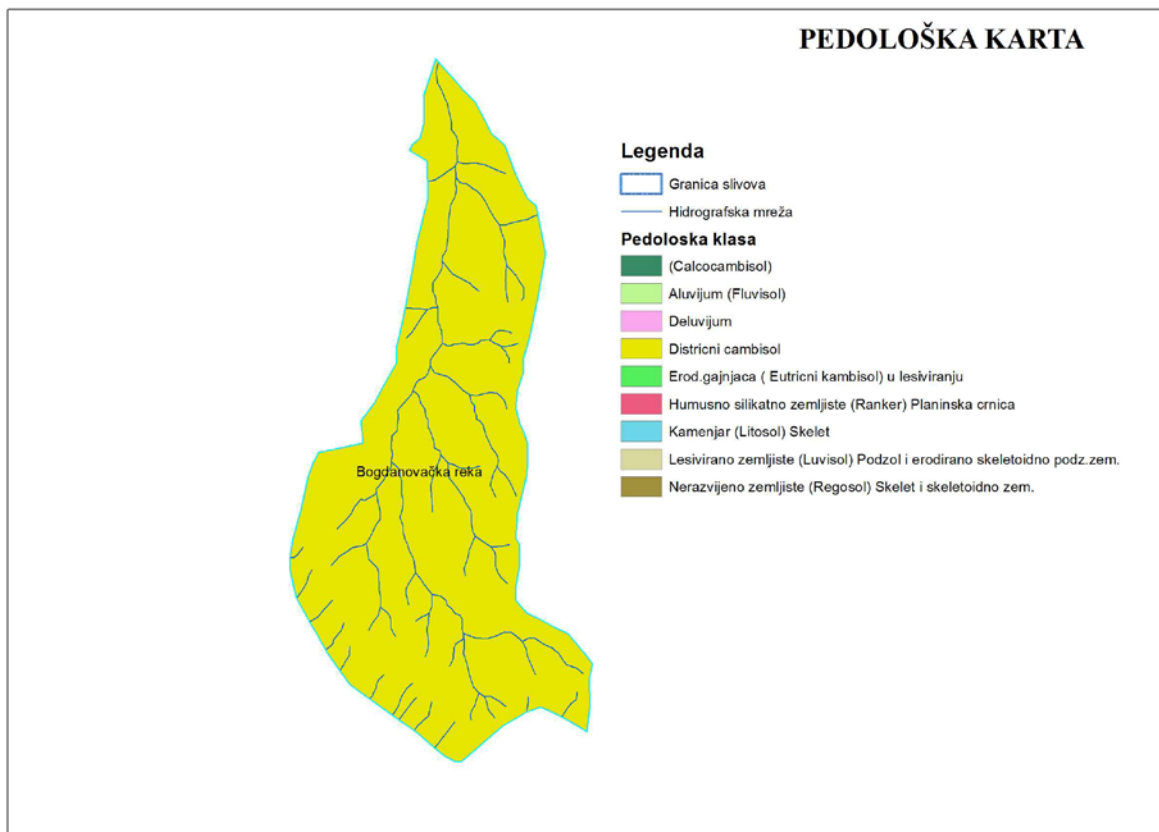 PEDOLOŠKA KARTA
Legenda
Granica slivova
Hidrografska mreža
Pedoloska klasa
(Calcocambisol)
Aluvijum (Fluvisol)
Deluvijum
Districni cambisol
Erod.gajnjaca ( Eutricni kambisol) u lesiviranju
Humusno silikatno zemljiste (Ranker) Planinska crnica
Kamenjar (Litosol) Skelet
Lesivirano zemljiste (Luvisol) Podzol i erodirano skeletoidno podz.zem.
Nerazvijeno zemljiste (Regosol) Skelet i skeletoidno zem.
Bogdanovačka reka